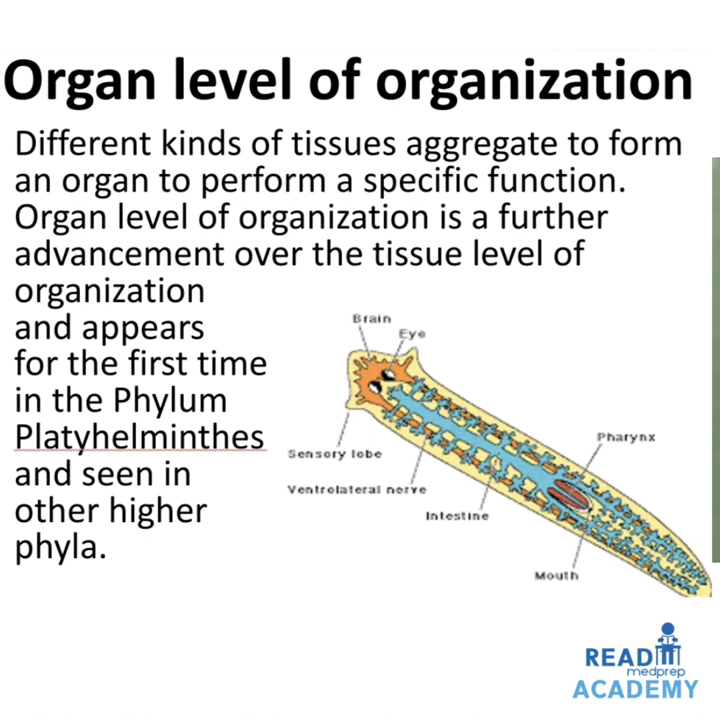 Organ level of organization
Different kinds of tissues aggregate to form
an organ to perform a specific function.
Organ level of organization is a further
advancement over the tissue level of
organization
and appears
for the first time
in the Phylum
Platyhelminthes
and seen in
other higher
phyla.
Brain
Eye
Pharynx
Sensory lobe
Ventrolateral nerve
Intestine
Mouth
READ
medprep
ACADEMY